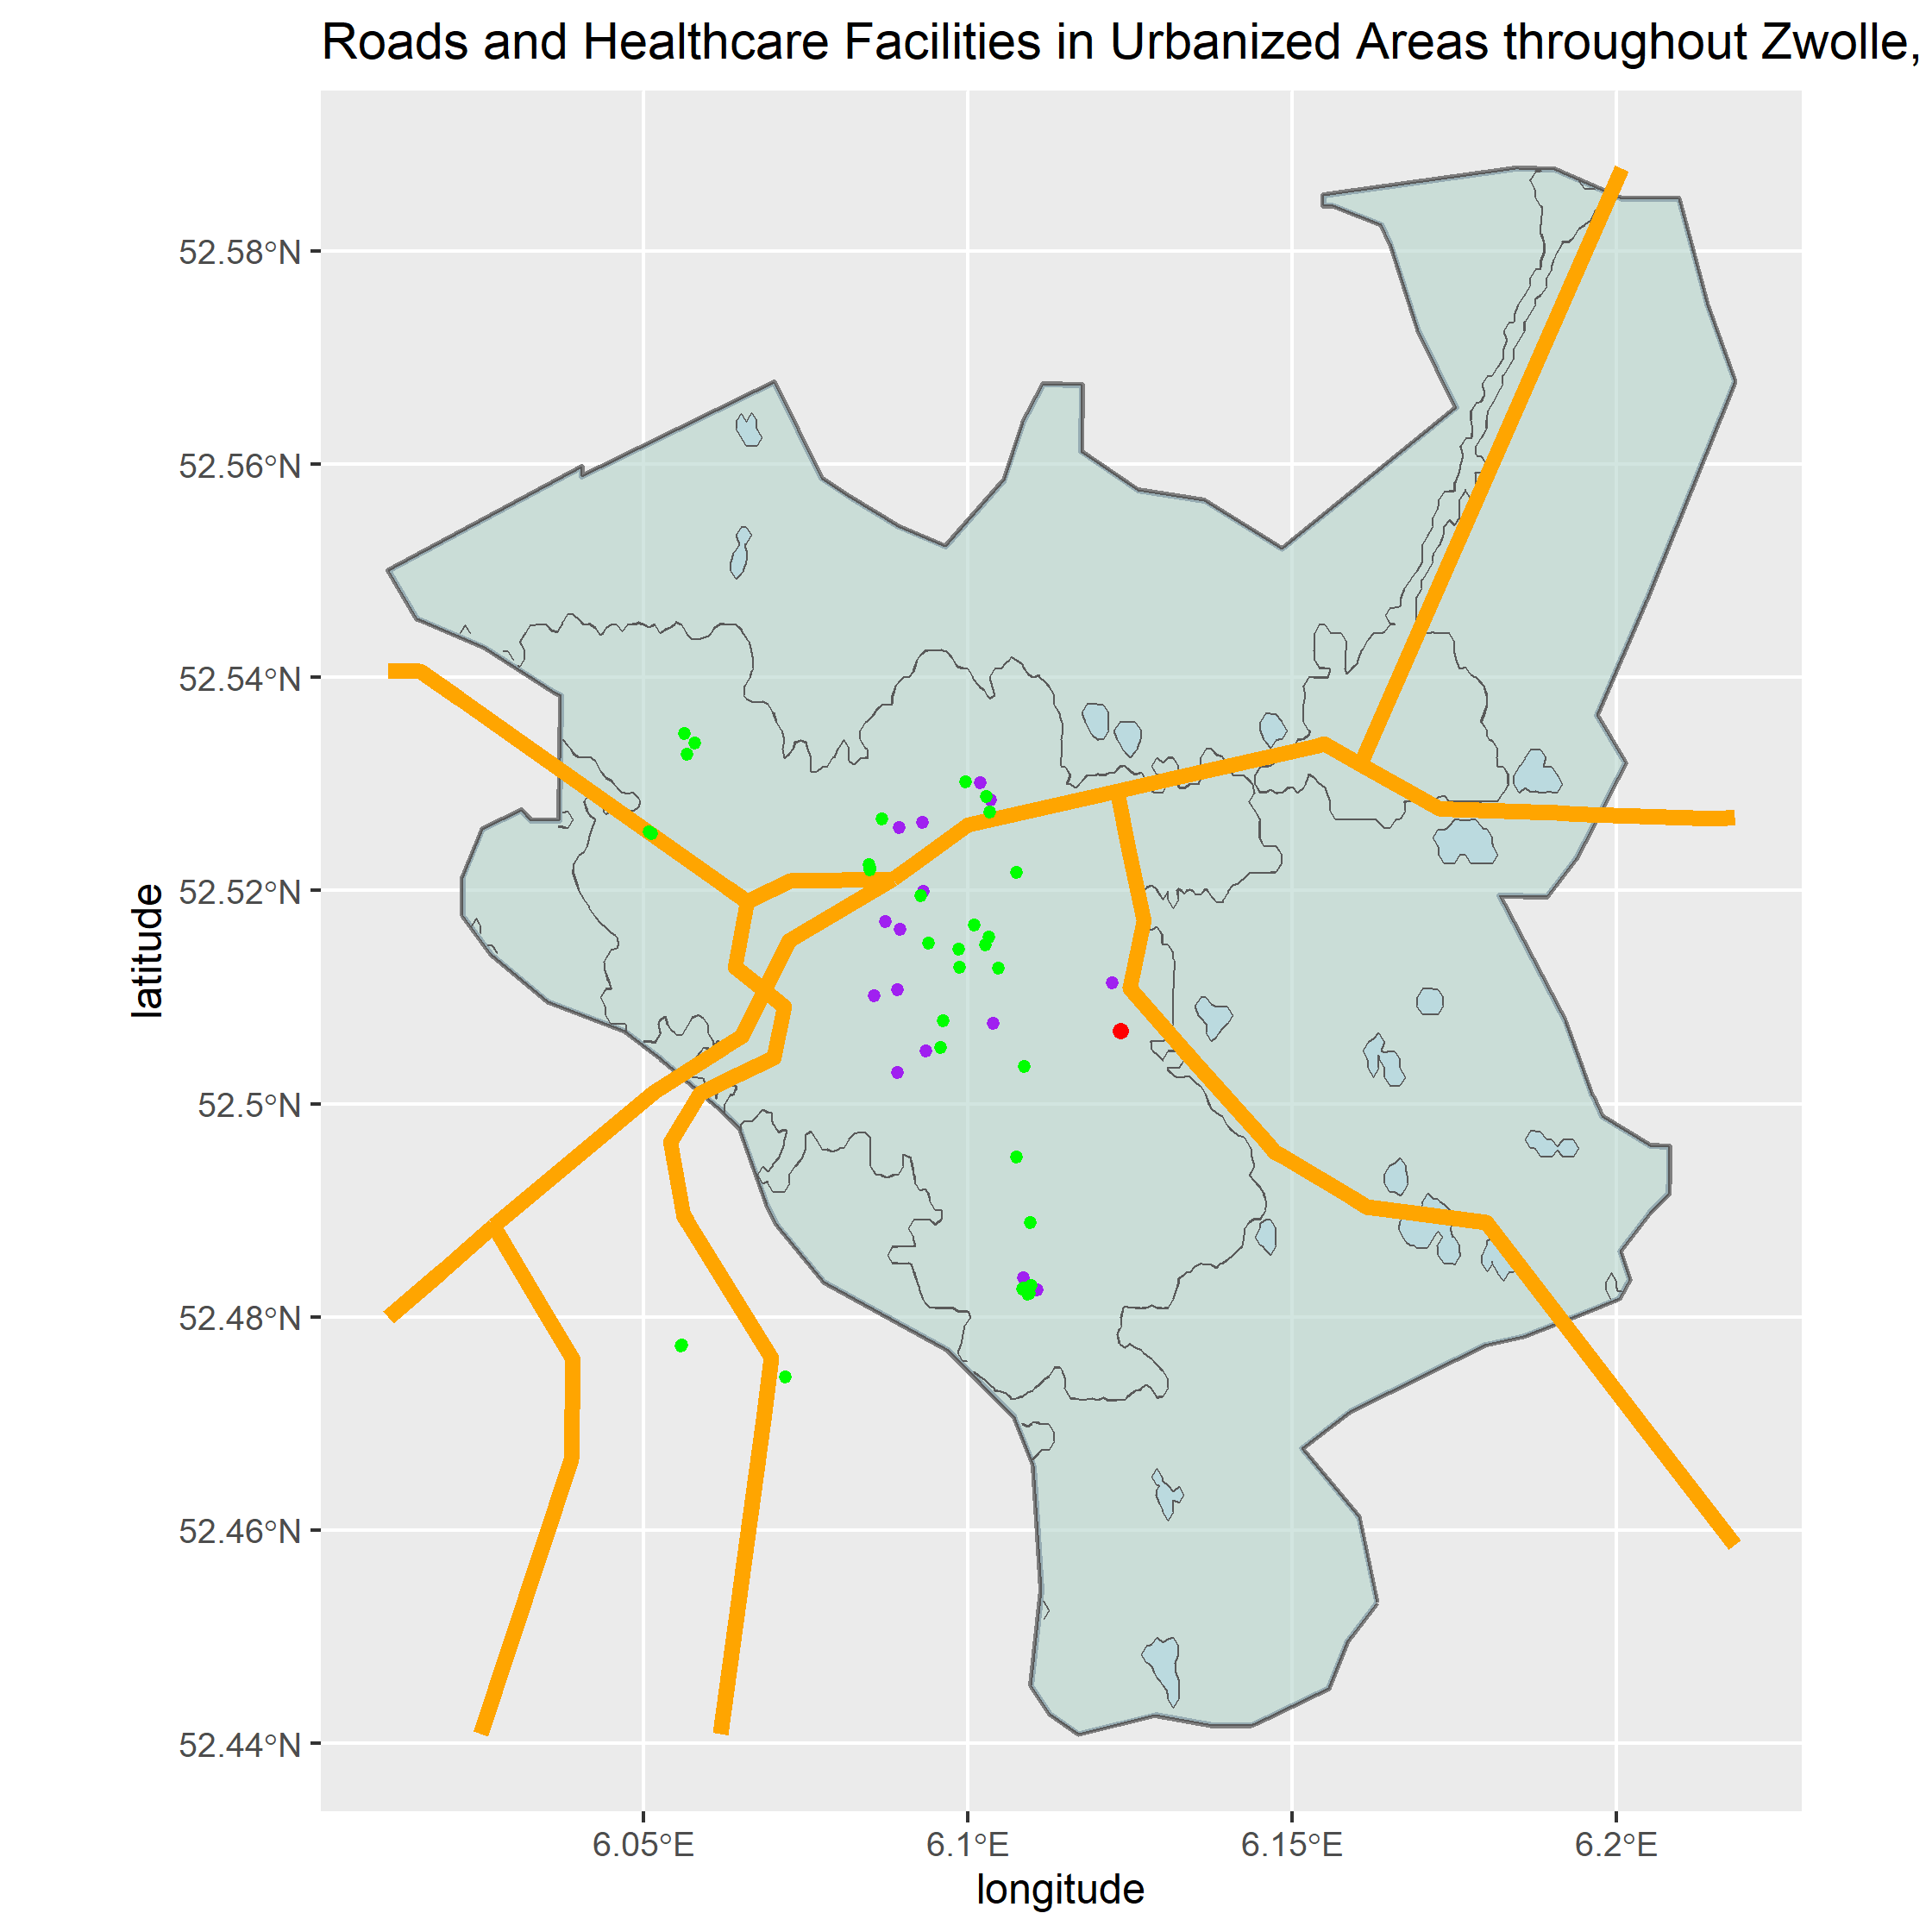 Roads and Healthcare Facilities in Urbanized Areas throughout Zwolle,
52.58°N
52.56°N
52.54°N
52.52°N
52.5°N
52.48°N
52.46°N
52.44°N
latitude
6.05°E
6.1°E
6.15°E
6.2°E
longitude